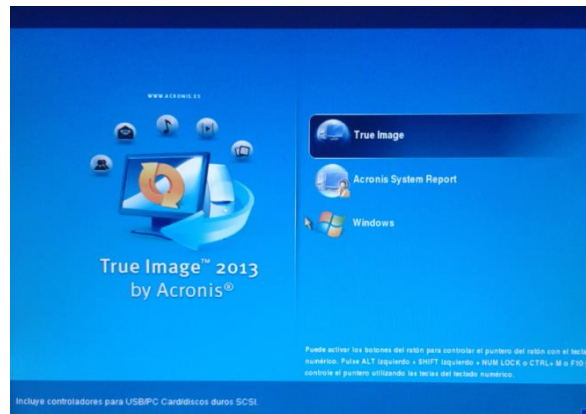 WWW.ACRONIS.ES
True Image™ 2013
by Acronis®
True Image
Acronis System Report
Windows
Puede activar los botones del ratón para controlar el puntero del ratón con el
numérico. Pulse ALT izquierdo + SHIFT izquierdo + NUM LOCK o CTRL+ M o F10
controle el puntero utilizando las teclas del teclado numérico.
Incluye controladores para USB/PC Card/discos duros SCSI.